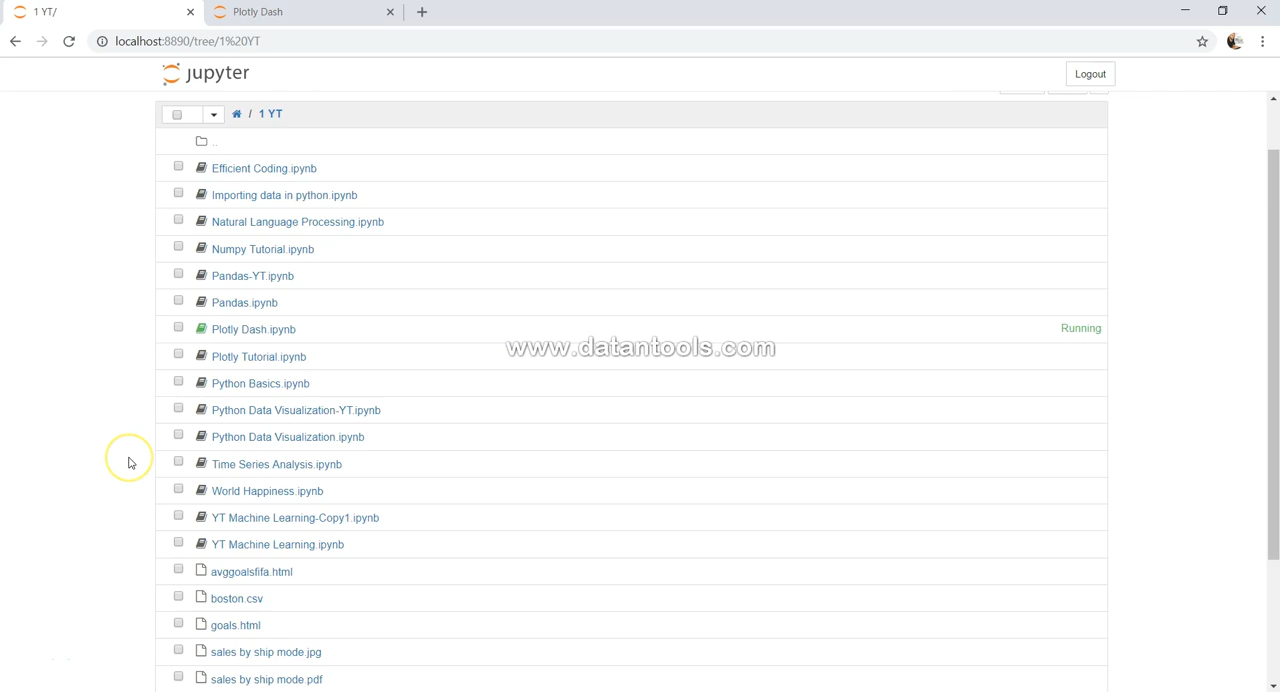 1 YT/
Plotly Dash
localhost:8890/tree/1%20YT
jupyter
Logout
/ 1 YT
..
Efficient Coding.ipynb
Importing data in python.ipynb
Natural Language Processing.ipynb
Numpy Tutorial.ipynb
Pandas-YT.ipynb
Pandas.ipynb
Plotly Dash.ipynb Running
www.datantools.com
Plotly Tutorial.ipynb
Python Basics.ipynb
Python Data Visualization-YT.ipynb
Python Data Visualization.ipynb
Time Series Analysis.ipynb
World Happiness.ipynb
YT Machine Learning-Copy1.ipynb
YT Machine Learning.ipynb
avggoalsfifa.html
boston.csv
goals.html
sales by ship mode.jpg
sales by ship mode.pdf